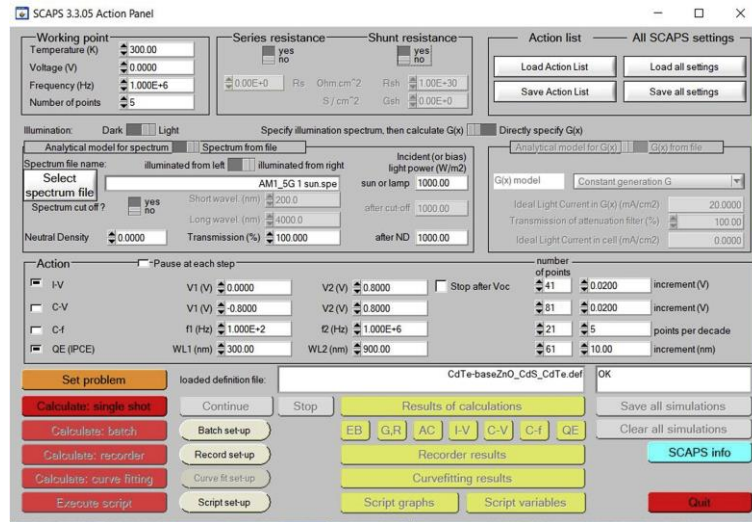 SCAPS 3.3.05 Action Panel
Working point
Temperature (K) 300.00
Voltage (V) 0.0000
Frequency (Hz) 1.000E+6
Number of points 5
Series resistance
yes
no
Shunt resistance
yes
no
0.00E+0 Rs Ohm.cm^2 Rsh 1.00E+30
S / cm^2 Gsh 0.00E+0
Action list
Load Action List
Save Action List
All SCAPS settings
Load all settings
Save all settings
Illumination: Dark Light Specify illumination spectrum, then calculate G(x) Directly specify G(x)
Analytical model for spectrum Spectrum from file
Spectrum file name: illuminated from left illuminated from right
Incident (or bias)
light power (W/m2)
Select
spectrum file
AM1_5G 1 sun.spe sun or lamp 1000.00
Spectrum cut off ? yes
no
Short wavel. (nm) 200.0
Long wavel. (nm) 4000.0
after cut-off 1000.00
Neutral Density 0.0000 Transmission (%) 100.000 after ND 1000.00
Analytical model for G(x) G(x) from file
G(x) model Constant generation G
Ideal Light Current in G(x) (mA/cm2) 20.0000
Transmission of attenuation filter (%) 100.00
Ideal Light Current in cell (mA/cm2) 0.0000
Action Pause at each step
number
of points
I-V V1 (V) 0.0000 V2 (V) 0.8000 Stop after Voc 41 0.0200 increment (V)
C-V V1 (V) -0.8000 V2 (V) 0.8000 81 0.0200 increment (V)
C-f f1 (Hz) 1.000E+2 f2 (Hz) 1.000E+6 21 5 points per decade
QE (IPCE) WL1 (nm) 300.00 WL2 (nm) 900.00 61 10.00 increment (nm)
Set problem loaded definition file: CdTe-baseZnO_CdS_CdTe.def OK
Calculate: single shot Continue Stop Results of calculations Save all simulations
Calculate: batch Batch set-up EB G,R AC I-V C-V C-f QE Clear all simulations
Calculate: recorder Record set-up Recorder results SCAPS info
Calculate: curve fitting Curve fit set-up Curvefitting results
Execute script Script set-up Script graphs Script variables Quit